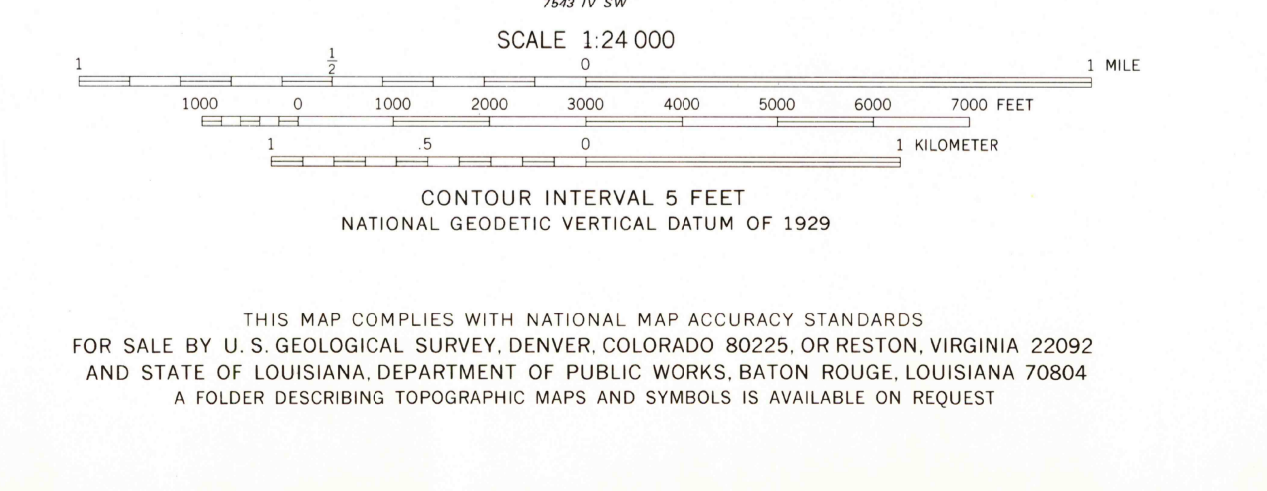 7543 IV SW
SCALE 1:24 000
1 1/2 0 1 MILE
1000 0 1000 2000 3000 4000 5000 6000 7000 FEET
1 .5 0 1 KILOMETER
CONTOUR INTERVAL 5 FEET
NATIONAL GEODETIC VERTICAL DATUM OF 1929
THIS MAP COMPLIES WITH NATIONAL MAP ACCURACY STANDARDS
FOR SALE BY U. S. GEOLOGICAL SURVEY, DENVER, COLORADO 80225, OR RESTON, VIRGINIA 22092
AND STATE OF LOUISIANA, DEPARTMENT OF PUBLIC WORKS, BATON ROUGE, LOUISIANA 70804
A FOLDER DESCRIBING TOPOGRAPHIC MAPS AND SYMBOLS IS AVAILABLE ON REQUEST